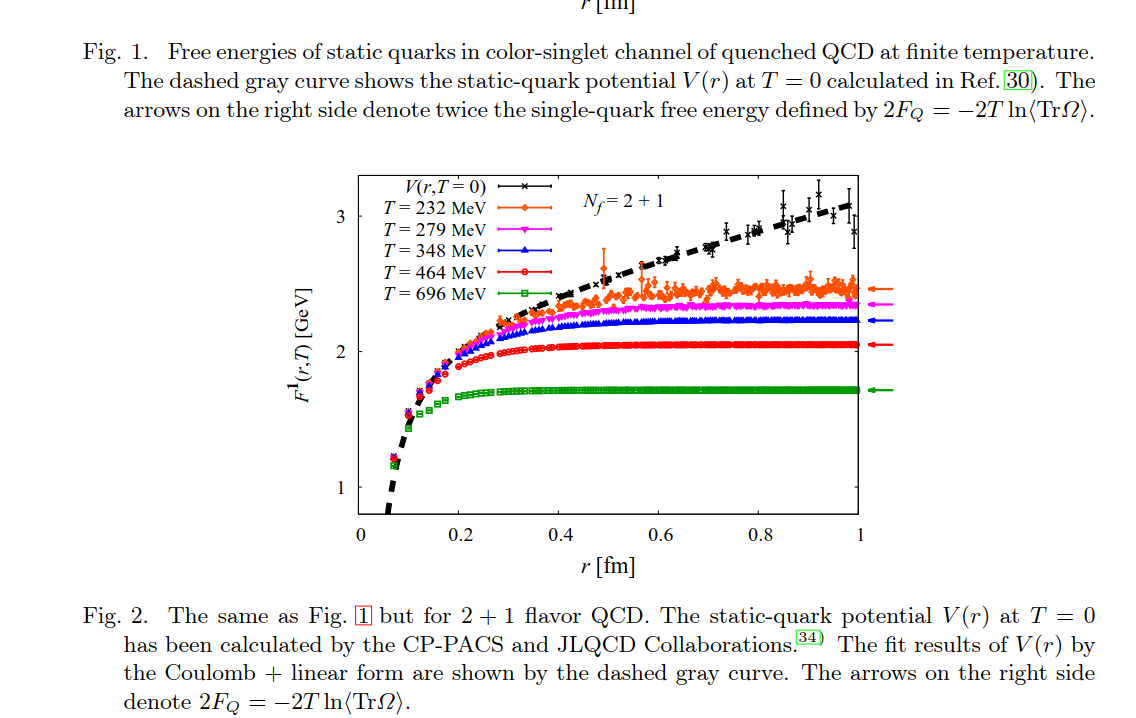 r [fm]
Fig. 1. Free energies of static quarks in color-singlet channel of quenched QCD at finite temperature.
The dashed gray curve shows the static-quark potential V(r) at T = 0 calculated in Ref. 30). The
arrows on the right side denote twice the single-quark free energy defined by 2F_Q = −2T ln⟨TrΩ⟩.
V(r,T = 0)
T = 232 MeV
T = 279 MeV
T = 348 MeV
T = 464 MeV
T = 696 MeV
N_f = 2 + 1
3
2
1
F¹(r,T) [GeV]
0 0.2 0.4 0.6 0.8 1
r [fm]
Fig. 2. The same as Fig. 1 but for 2 + 1 flavor QCD. The static-quark potential V(r) at T = 0
has been calculated by the CP-PACS and JLQCD Collaborations.34) The fit results of V(r) by
the Coulomb + linear form are shown by the dashed gray curve. The arrows on the right side
denote 2F_Q = −2T ln⟨TrΩ⟩.